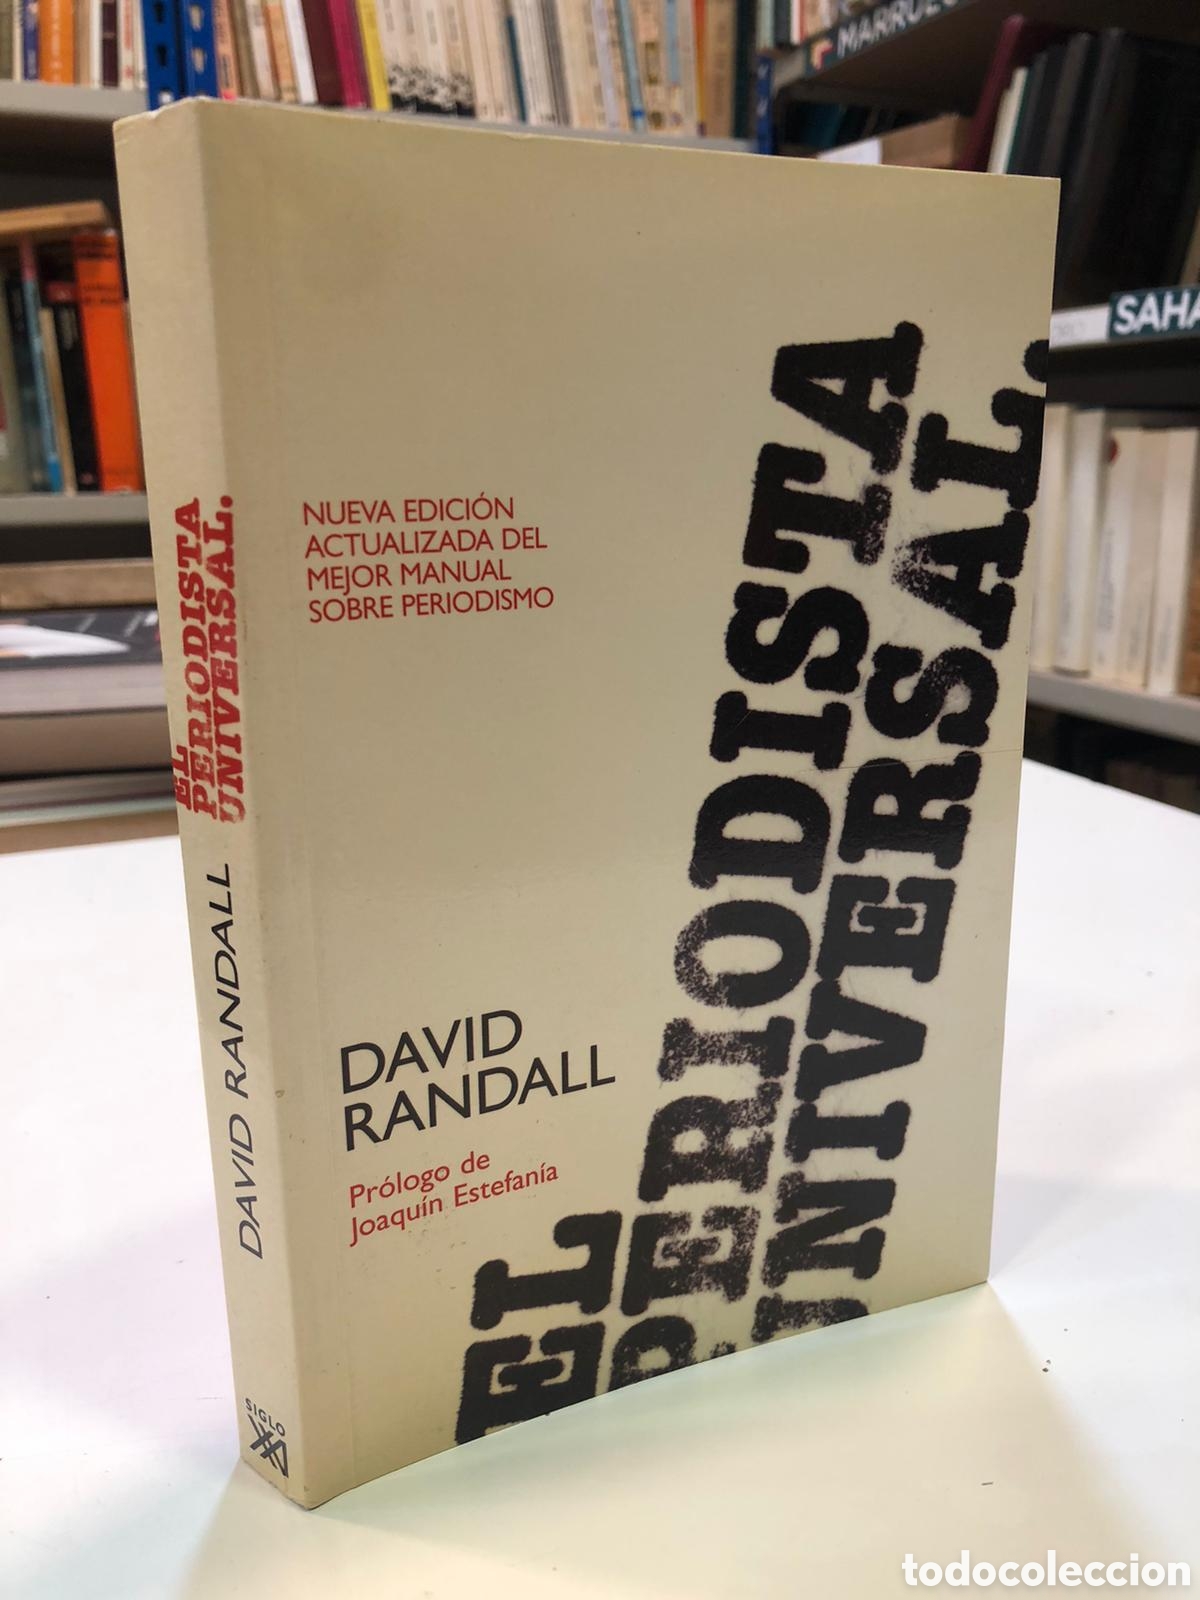 MARRUEC
SAHA
EL
PERIODISTA
UNIVERSAL.
DAVID RANDALL
SIGLO
XXI
NUEVA EDICIÓN
ACTUALIZADA DEL
MEJOR MANUAL
SOBRE PERIODISMO
DAVID
RANDALL
Prólogo de
Joaquín Estefanía
EL
PERIODISTA
UNIVERSAL.
todocoleccion